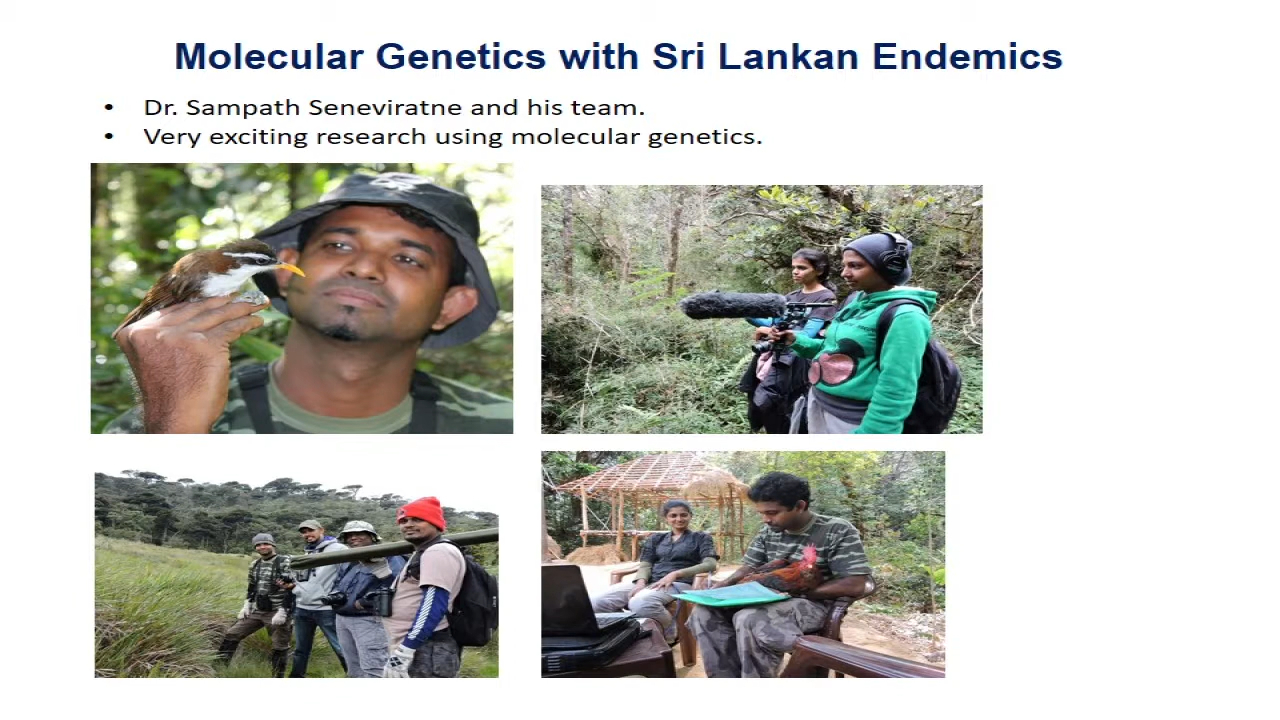 Molecular Genetics with Sri Lankan Endemics
• Dr. Sampath Seneviratne and his team.
• Very exciting research using molecular genetics.